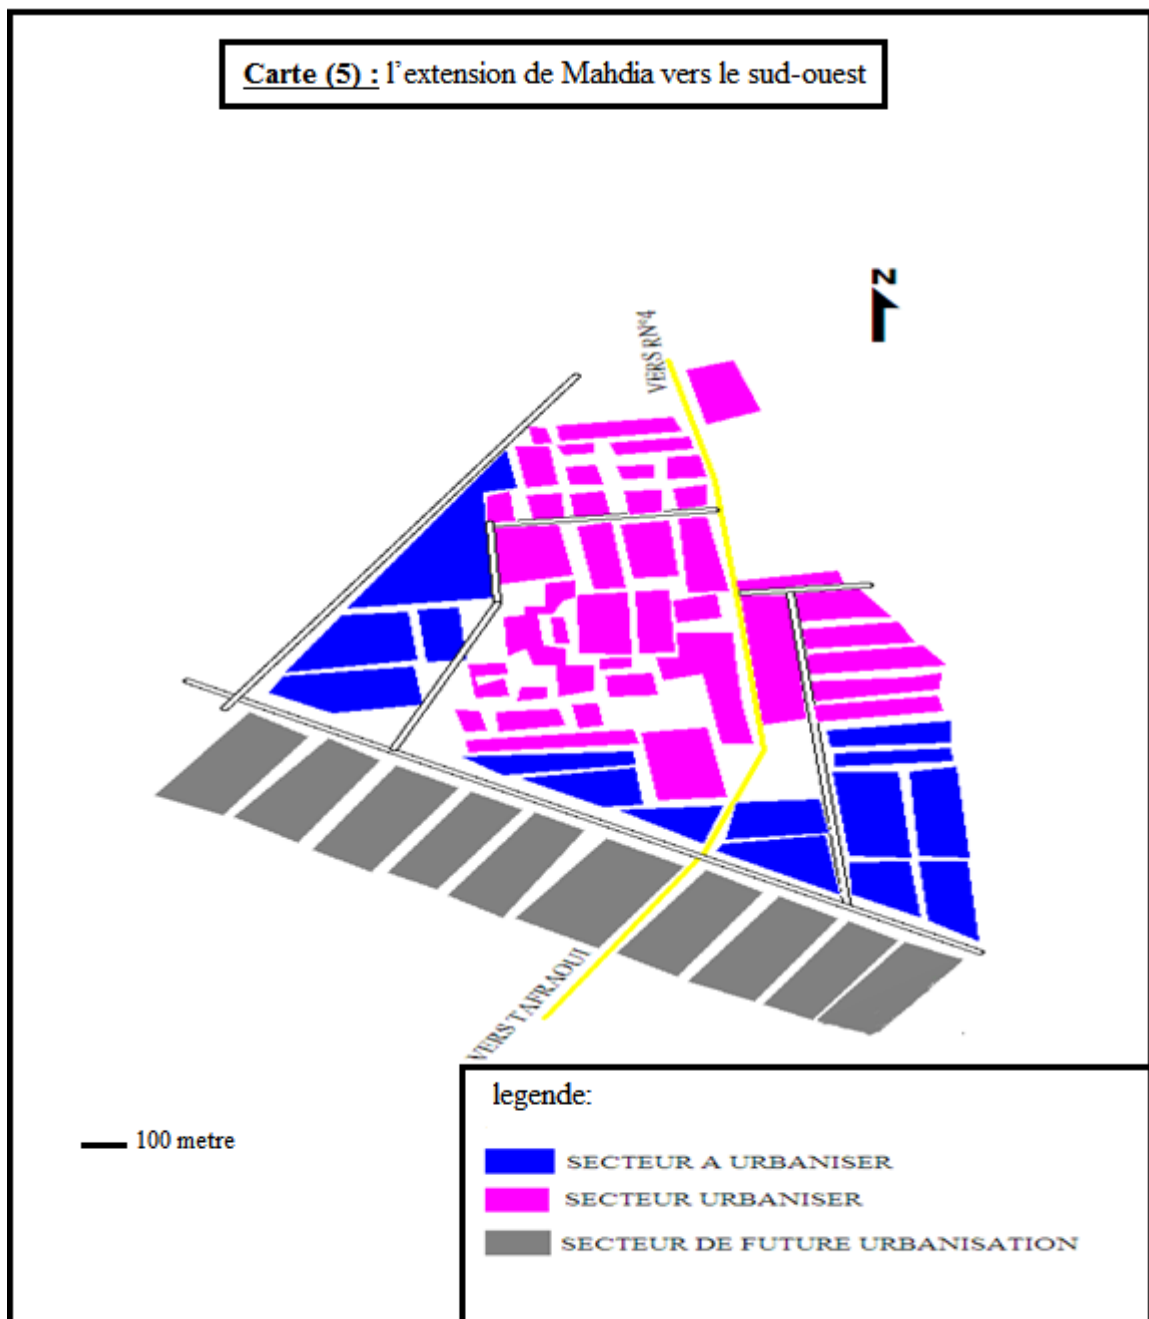 Carte (5) : l'extension de Mahdia vers le sud-ouest
N
VERS RN°4
VERS TAFRAOUI
100 metre
legende:
SECTEUR A URBANISER
SECTEUR URBANISER
SECTEUR DE FUTURE URBANISATION